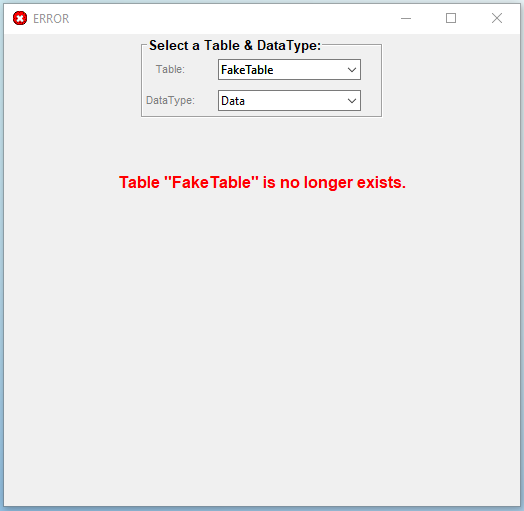 ERROR
Select a Table & DataType:
Table: FakeTable
DataType: Data
Table "FakeTable" is no longer exists.